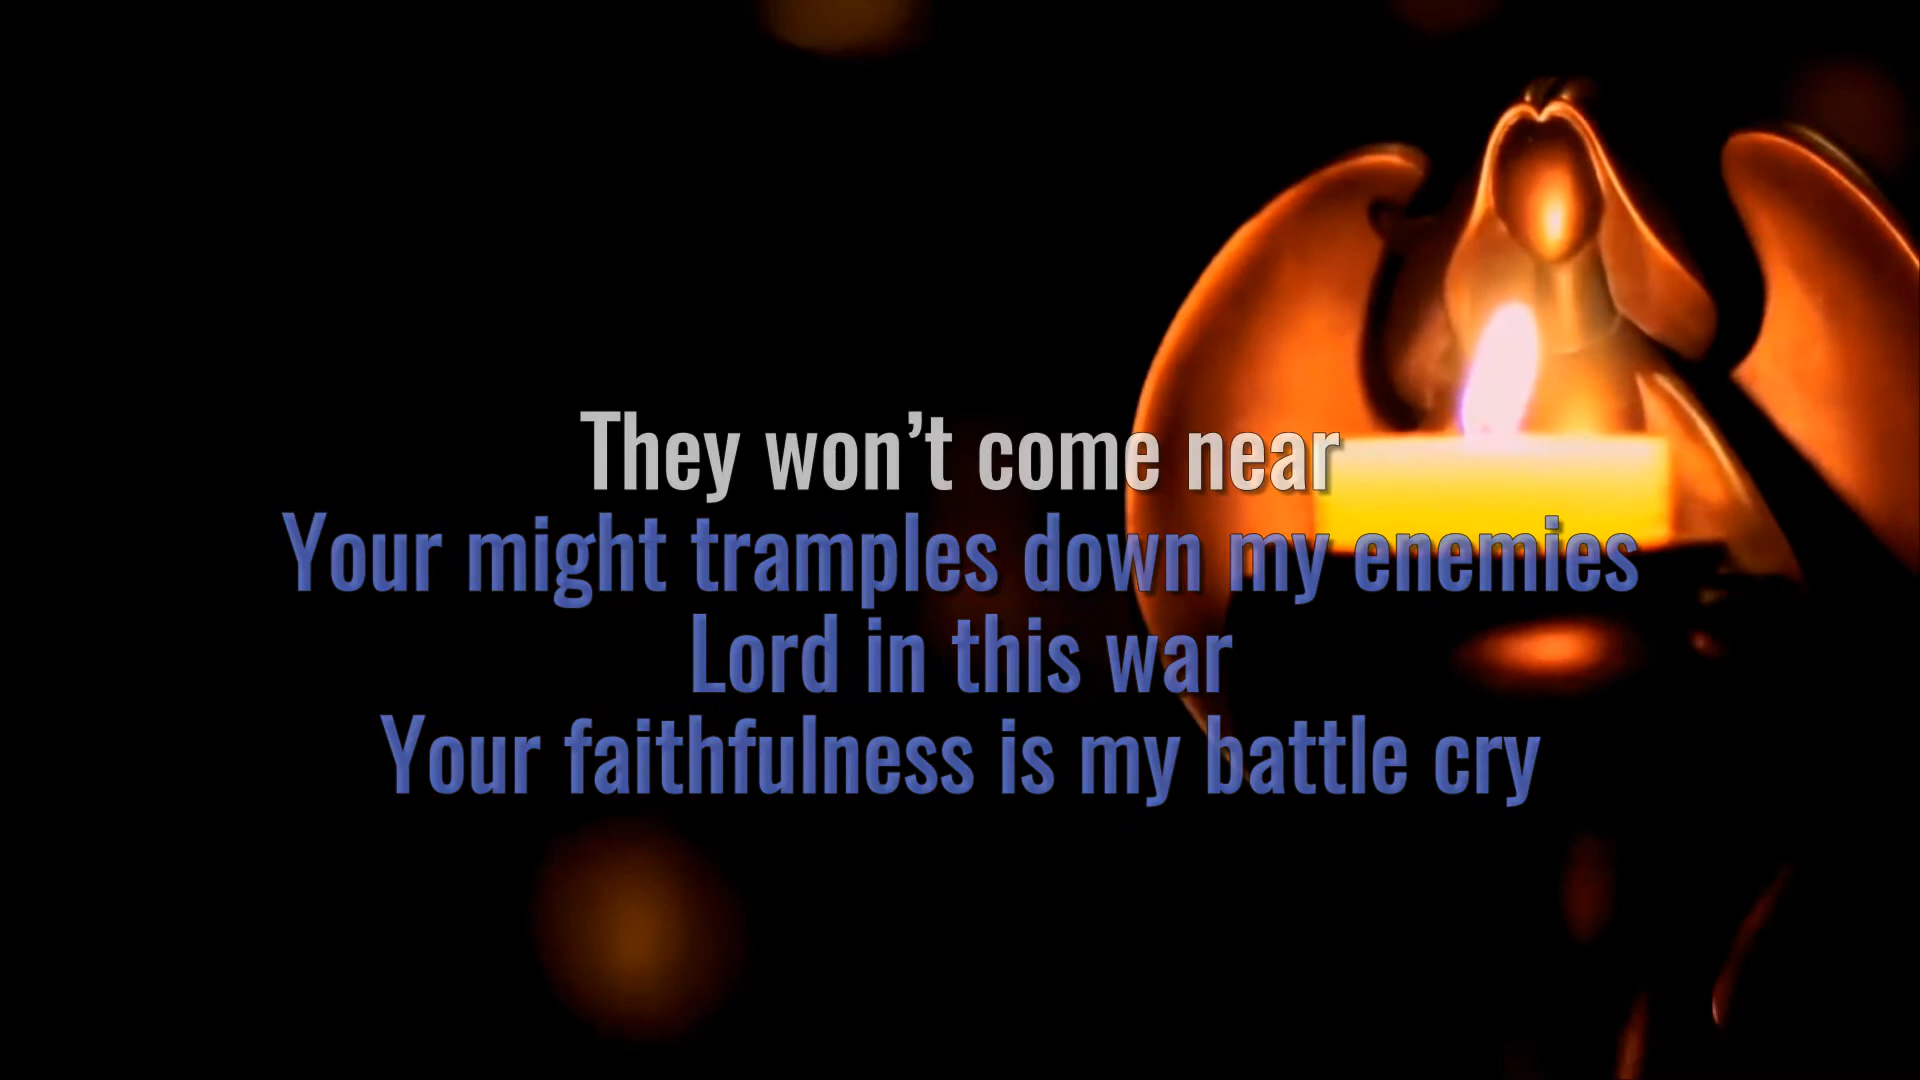 They won’t come near
Your might tramples down my enemies
Lord in this war
Your faithfulness is my battle cry